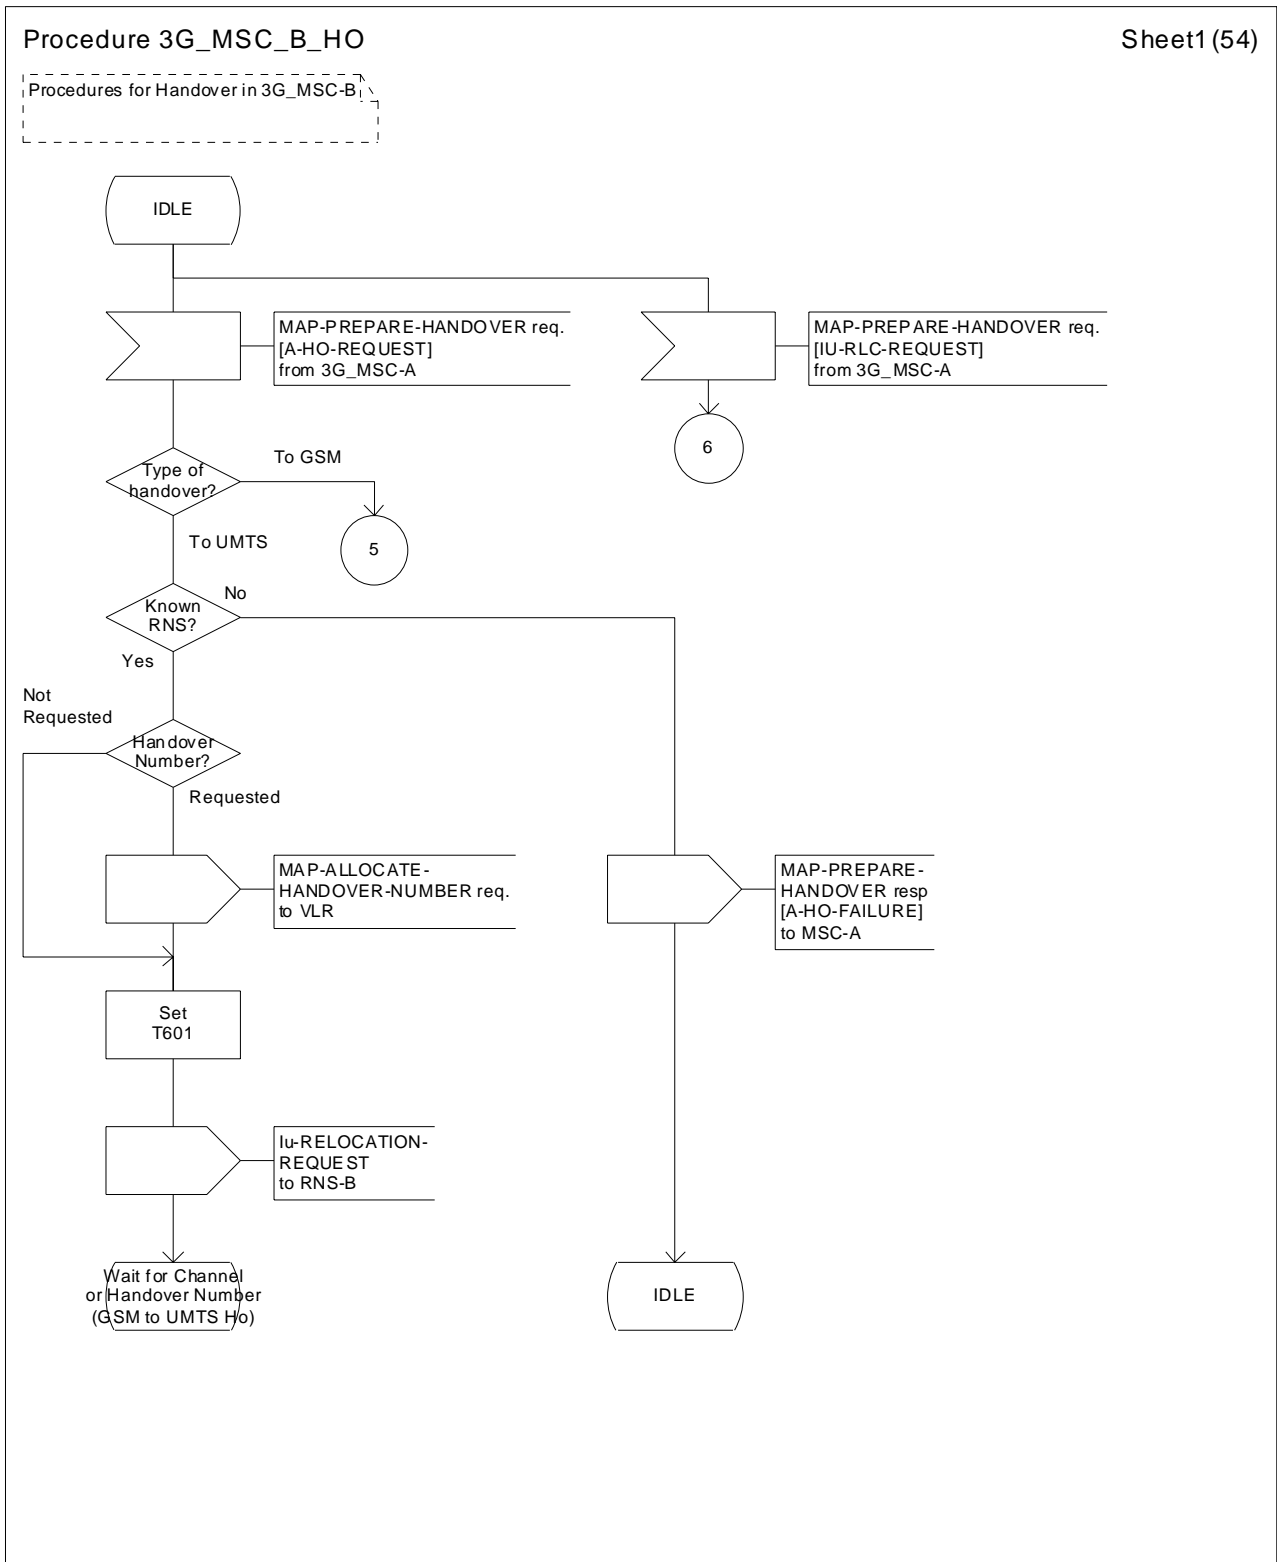 Procedure 3G_MSC_B_HO
Sheet1 (54)
Procedures for Handover in 3G_MSC-B
IDLE
MAP-PREPARE-HANDOVER req.
[A-HO-REQUEST]
from 3G_MSC-A
MAP-PREPARE-HANDOVER req.
[IU-RLC-REQUEST]
from 3G_MSC-A
6
Type of
handover?
To GSM
5
To UMTS
Known
RNS?
No
Yes
Not
Requested
Handover
Number?
Requested
MAP-ALLOCATE-
HANDOVER-NUMBER req.
to VLR
MAP-PREPARE-
HANDOVER resp
[A-HO-FAILURE]
to MSC-A
Set
T601
Iu-RELOCATION-
REQUEST
to RNS-B
Wait for Channel
or Handover Number
(GSM to UMTS Ho)
IDLE